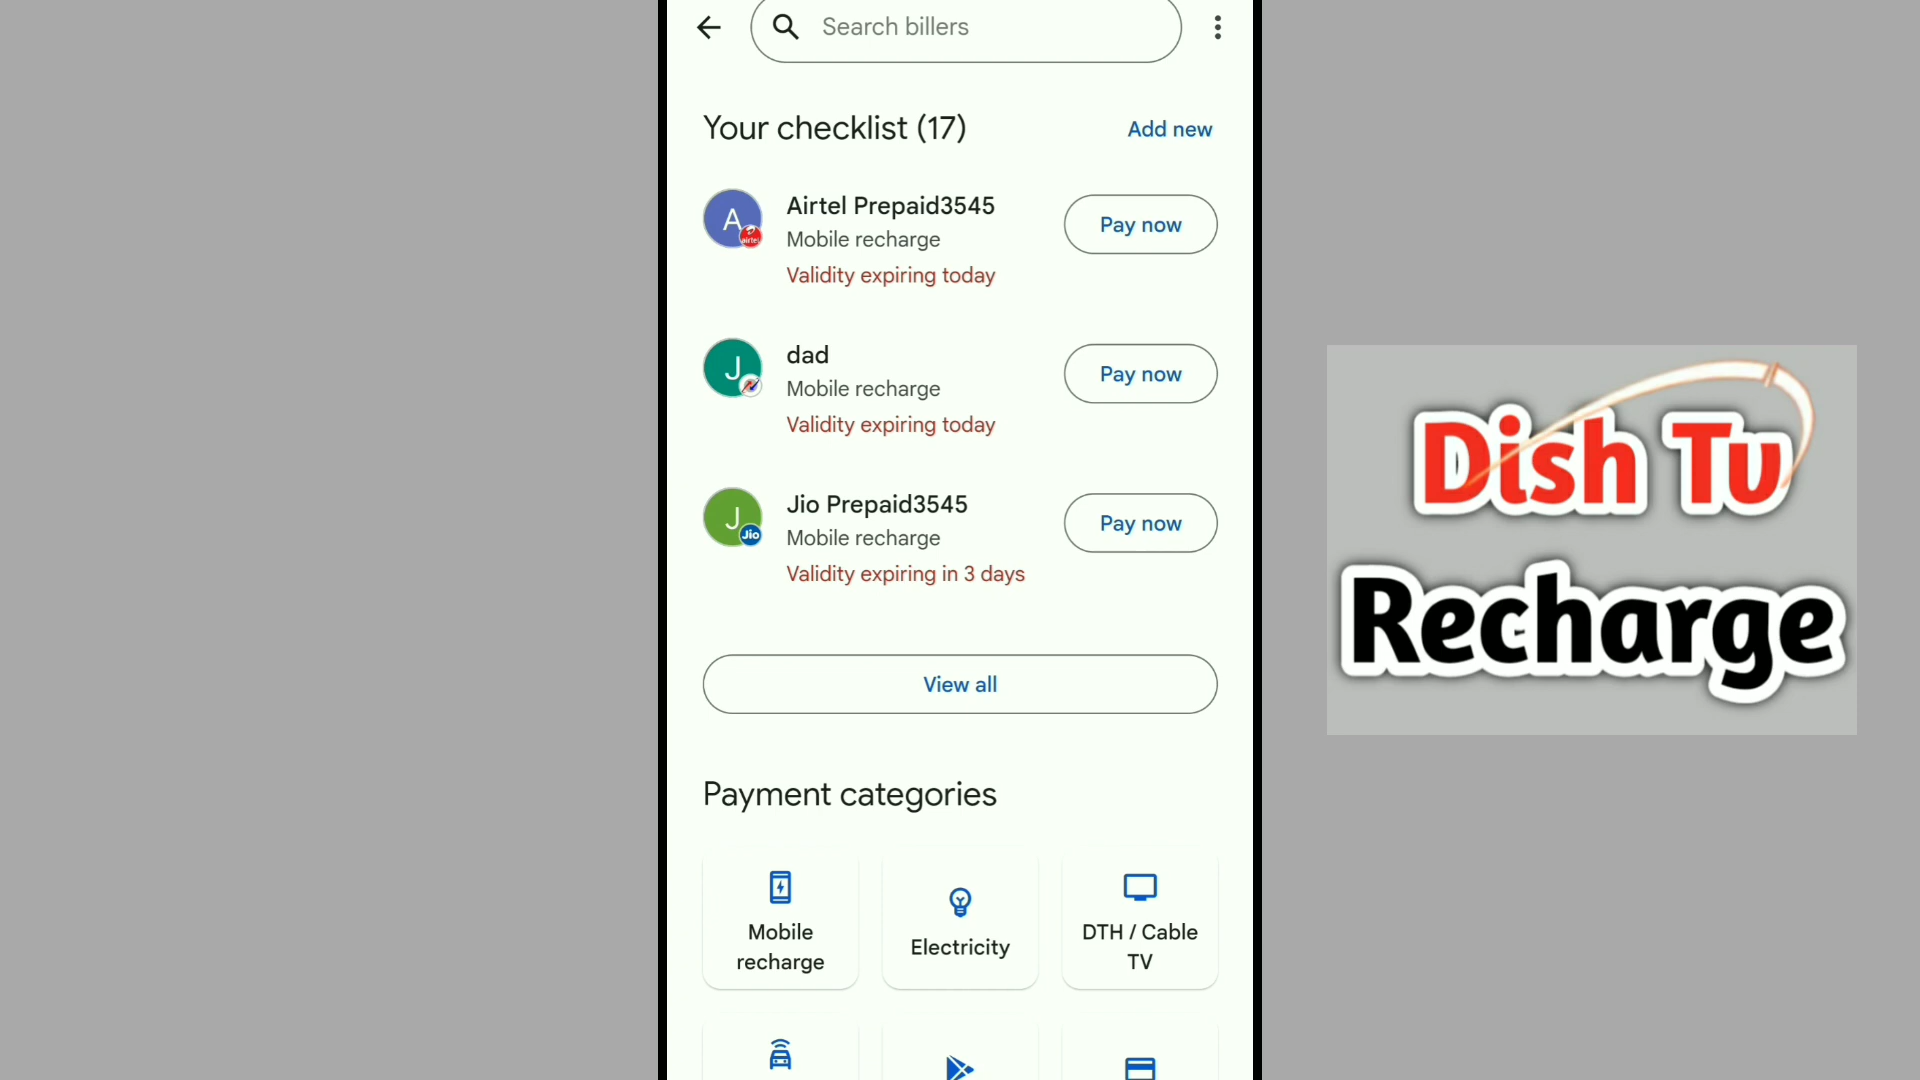 Search billers
Your checklist (17)
Add new
A
airtel
Airtel Prepaid3545
Mobile recharge
Validity expiring today
Pay now
J
dad
Mobile recharge
Validity expiring today
Pay now
J
Jio
Jio Prepaid3545
Mobile recharge
Validity expiring in 3 days
Pay now
View all
Payment categories
Mobile
recharge
Electricity
DTH / Cable
TV
Dish Tv
Recharge